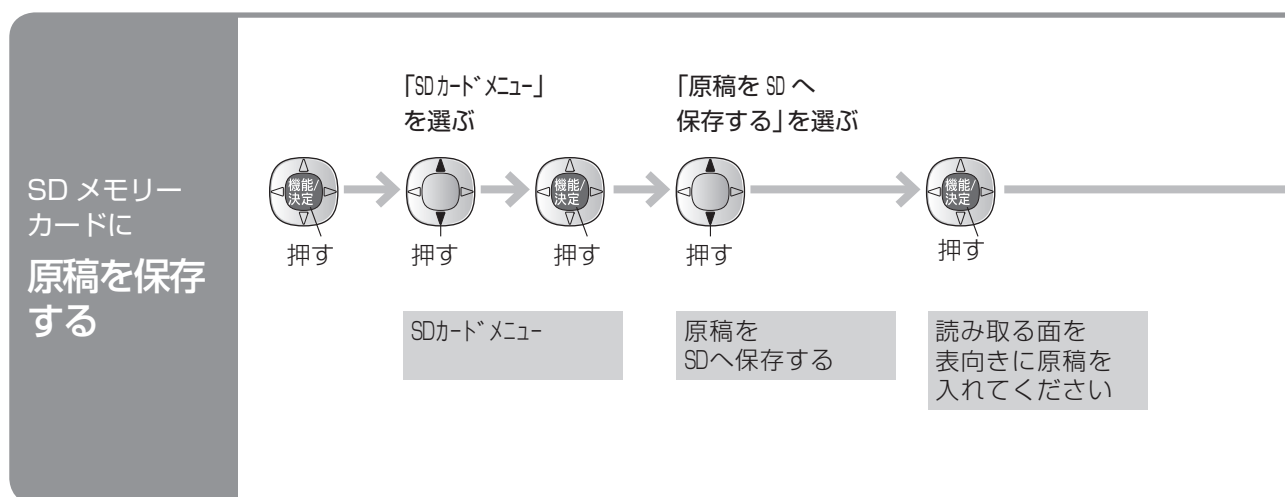 SD メモリー
カードに
原稿を保存
する
「SDｶｰﾄﾞﾒﾆｭｰ」
を選ぶ
「原稿を SD へ
保存する」を選ぶ
機能/
決定
押す
押す
機能/
決定
押す
押す
機能/
決定
押す
SDｶｰﾄﾞﾒﾆｭｰ
原稿を
SDへ保存する
読み取る面を
表向きに原稿を
入れてください